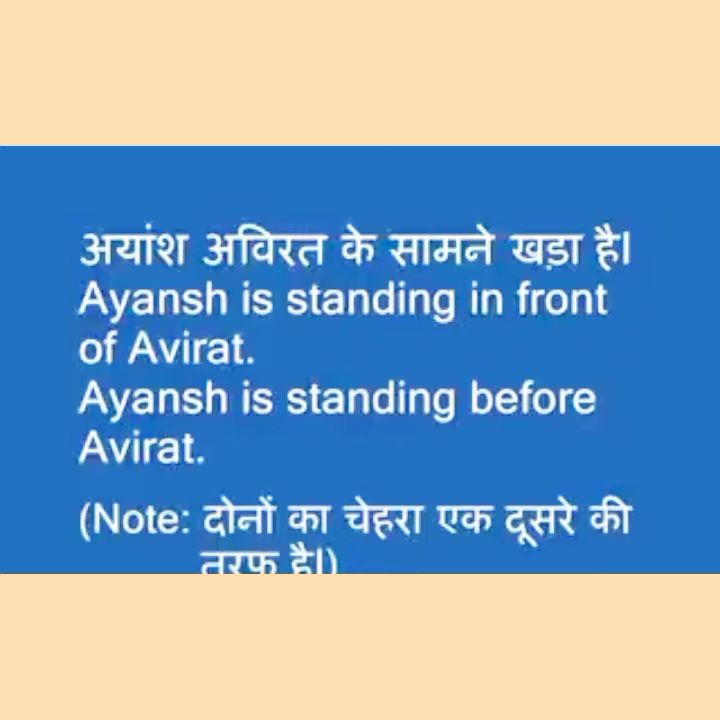 अयांश अविरत के सामने खड़ा है।
Ayansh is standing in front
of Avirat.
Ayansh is standing before
Avirat.
(Note: दोनों का चेहरा एक दूसरे की
तरफ है।)